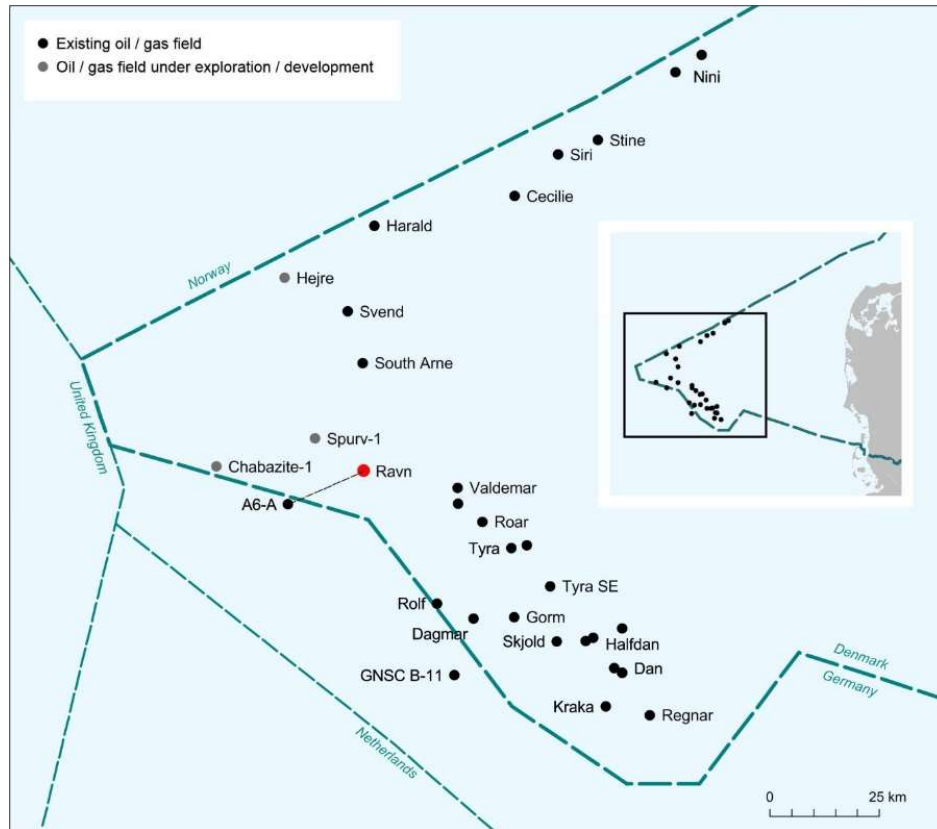 Existing oil / gas field
Oil / gas field under exploration / development
Nini
Stine
Siri
Cecilie
Harald
Norway
Hejre
Svend
South Arne
United Kingdom
Spurv-1
Chabazite-1
Ravn
A6-A
Valdemar
Roar
Tyra
Tyra SE
Rolf
Gorm
Dagmar
Skjold
Halfdan
GNSC B-11
Dan
Denmark
Germany
Kraka
Regnar
Netherlands
0 25 km